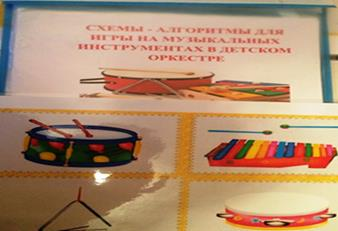 СХЕМЫ - АЛГОРИТМЫ ДЛЯ
ИГРЫ НА МУЗЫКАЛЬНЫХ
ИНСТРУМЕНТАХ В ДЕТСКОМ
ОРКЕСТРЕ